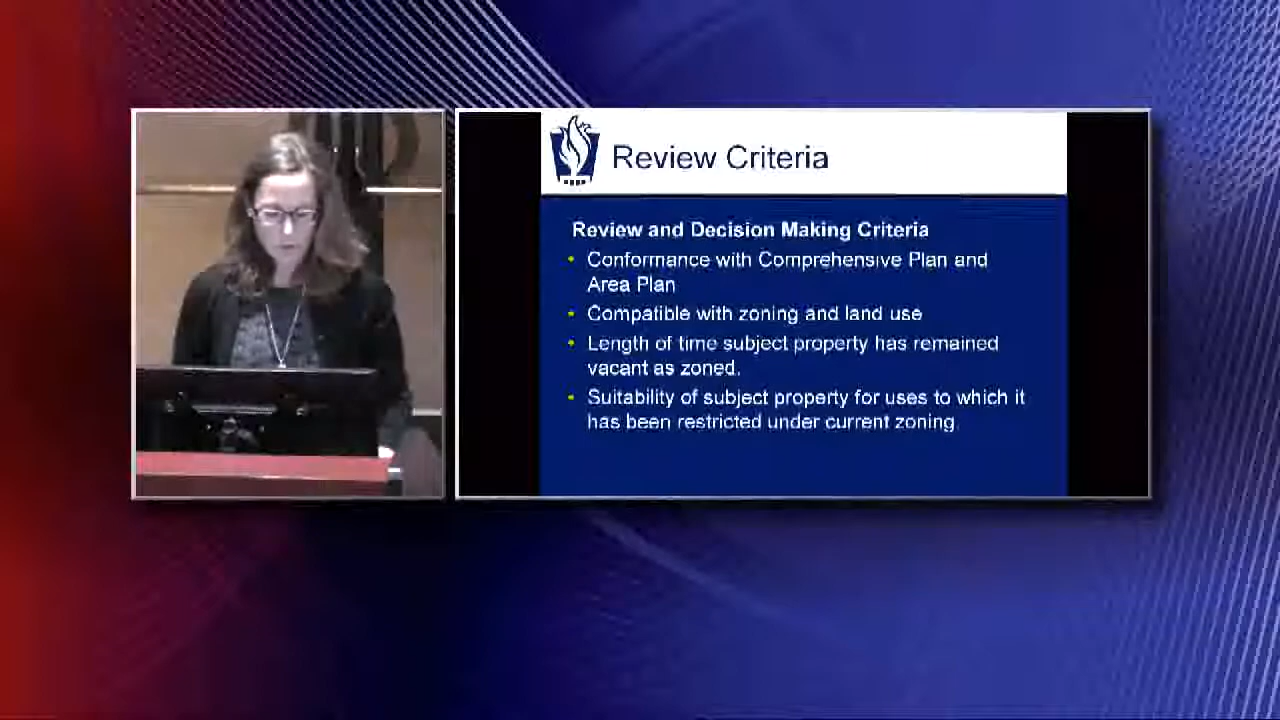 Review Criteria
Review and Decision Making Criteria
• Conformance with Comprehensive Plan and
Area Plan
• Compatible with zoning and land use
• Length of time subject property has remained
vacant as zoned.
• Suitability of subject property for uses to which it
has been restricted under current zoning